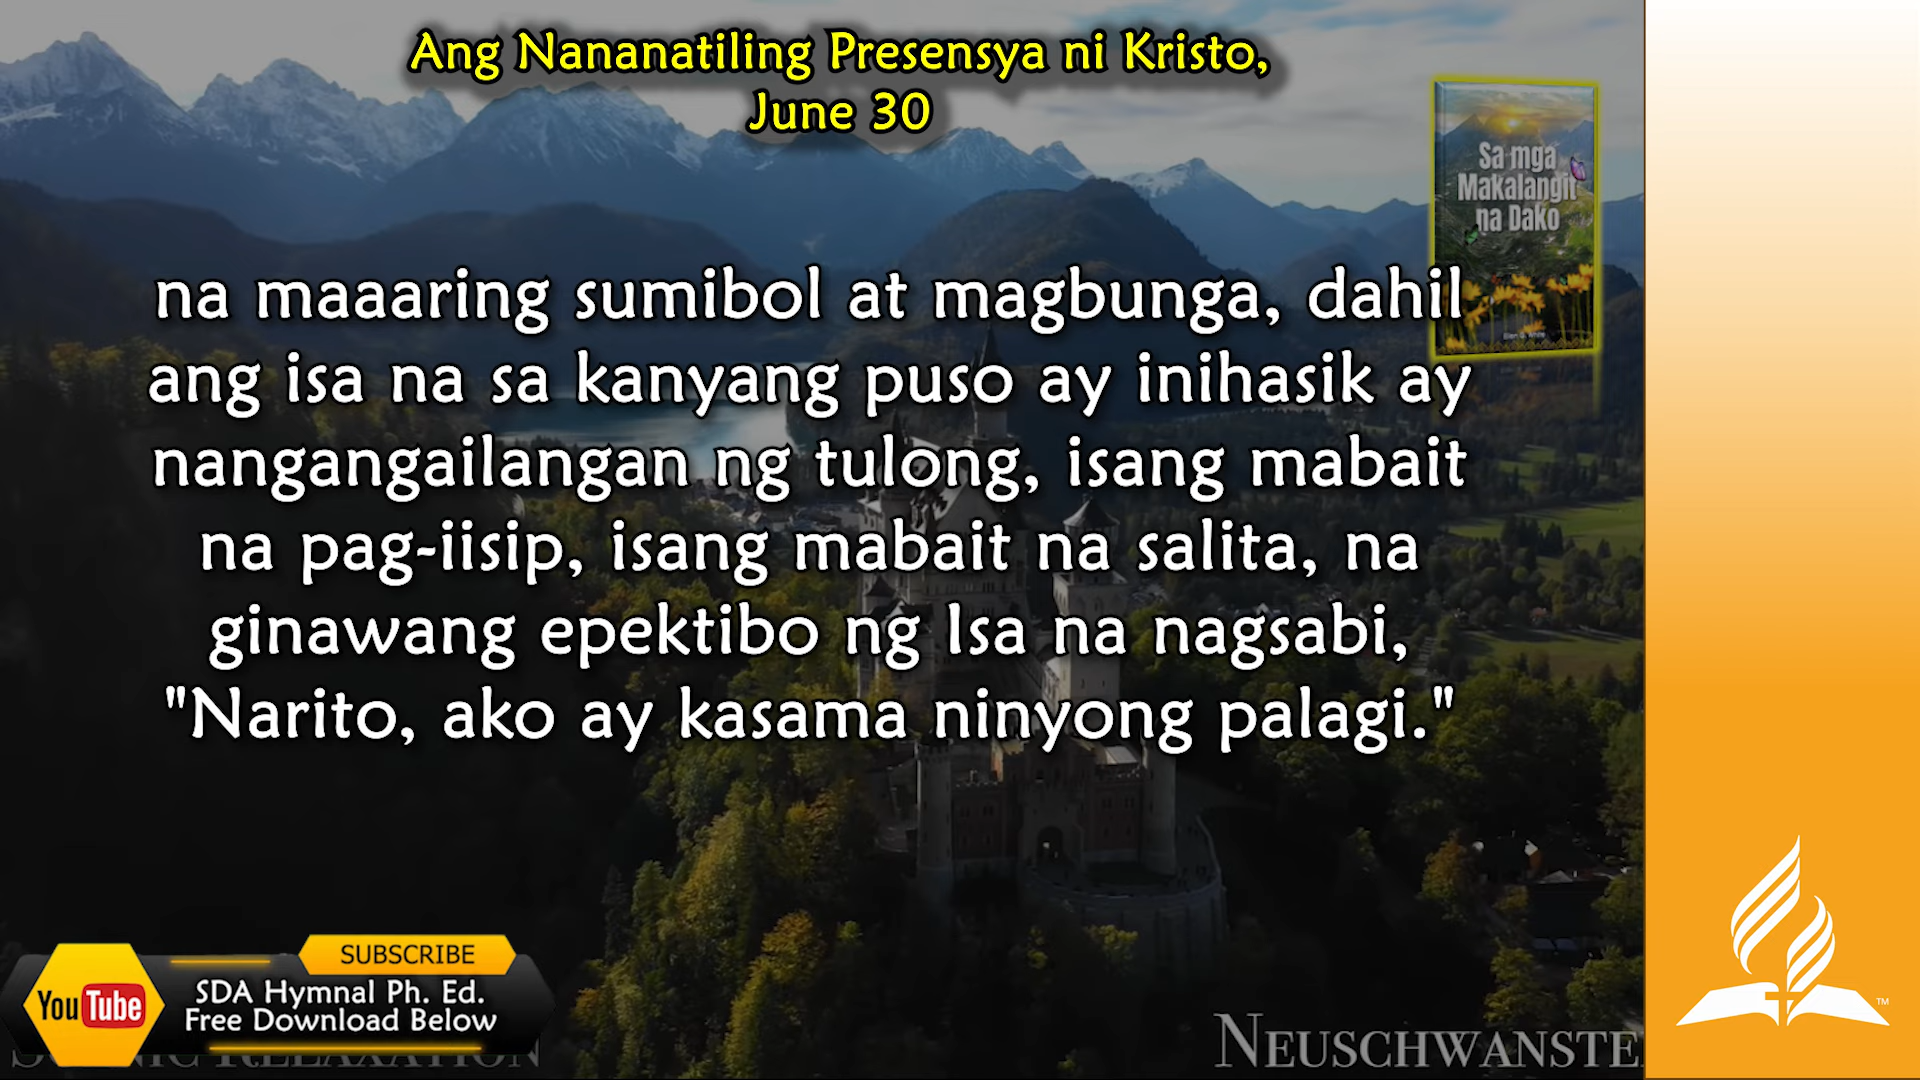 Ang Nananatiling Presensya ni Kristo,
June 30
Sa mga
Makalangit
na Dako
Ellen G. White
na maaaring sumibol at magbunga, dahil
ang isa na sa kanyang puso ay inihasik ay
nangangailangan ng tulong, isang mabait
na pag-iisip, isang mabait na salita, na
ginawang epektibo ng Isa na nagsabi,
"Narito, ako ay kasama ninyong palagi."
SUBSCRIBE
YouTube
SDA Hymnal Ph. Ed.
Free Download Below
NEUSCHWANSTE
TM